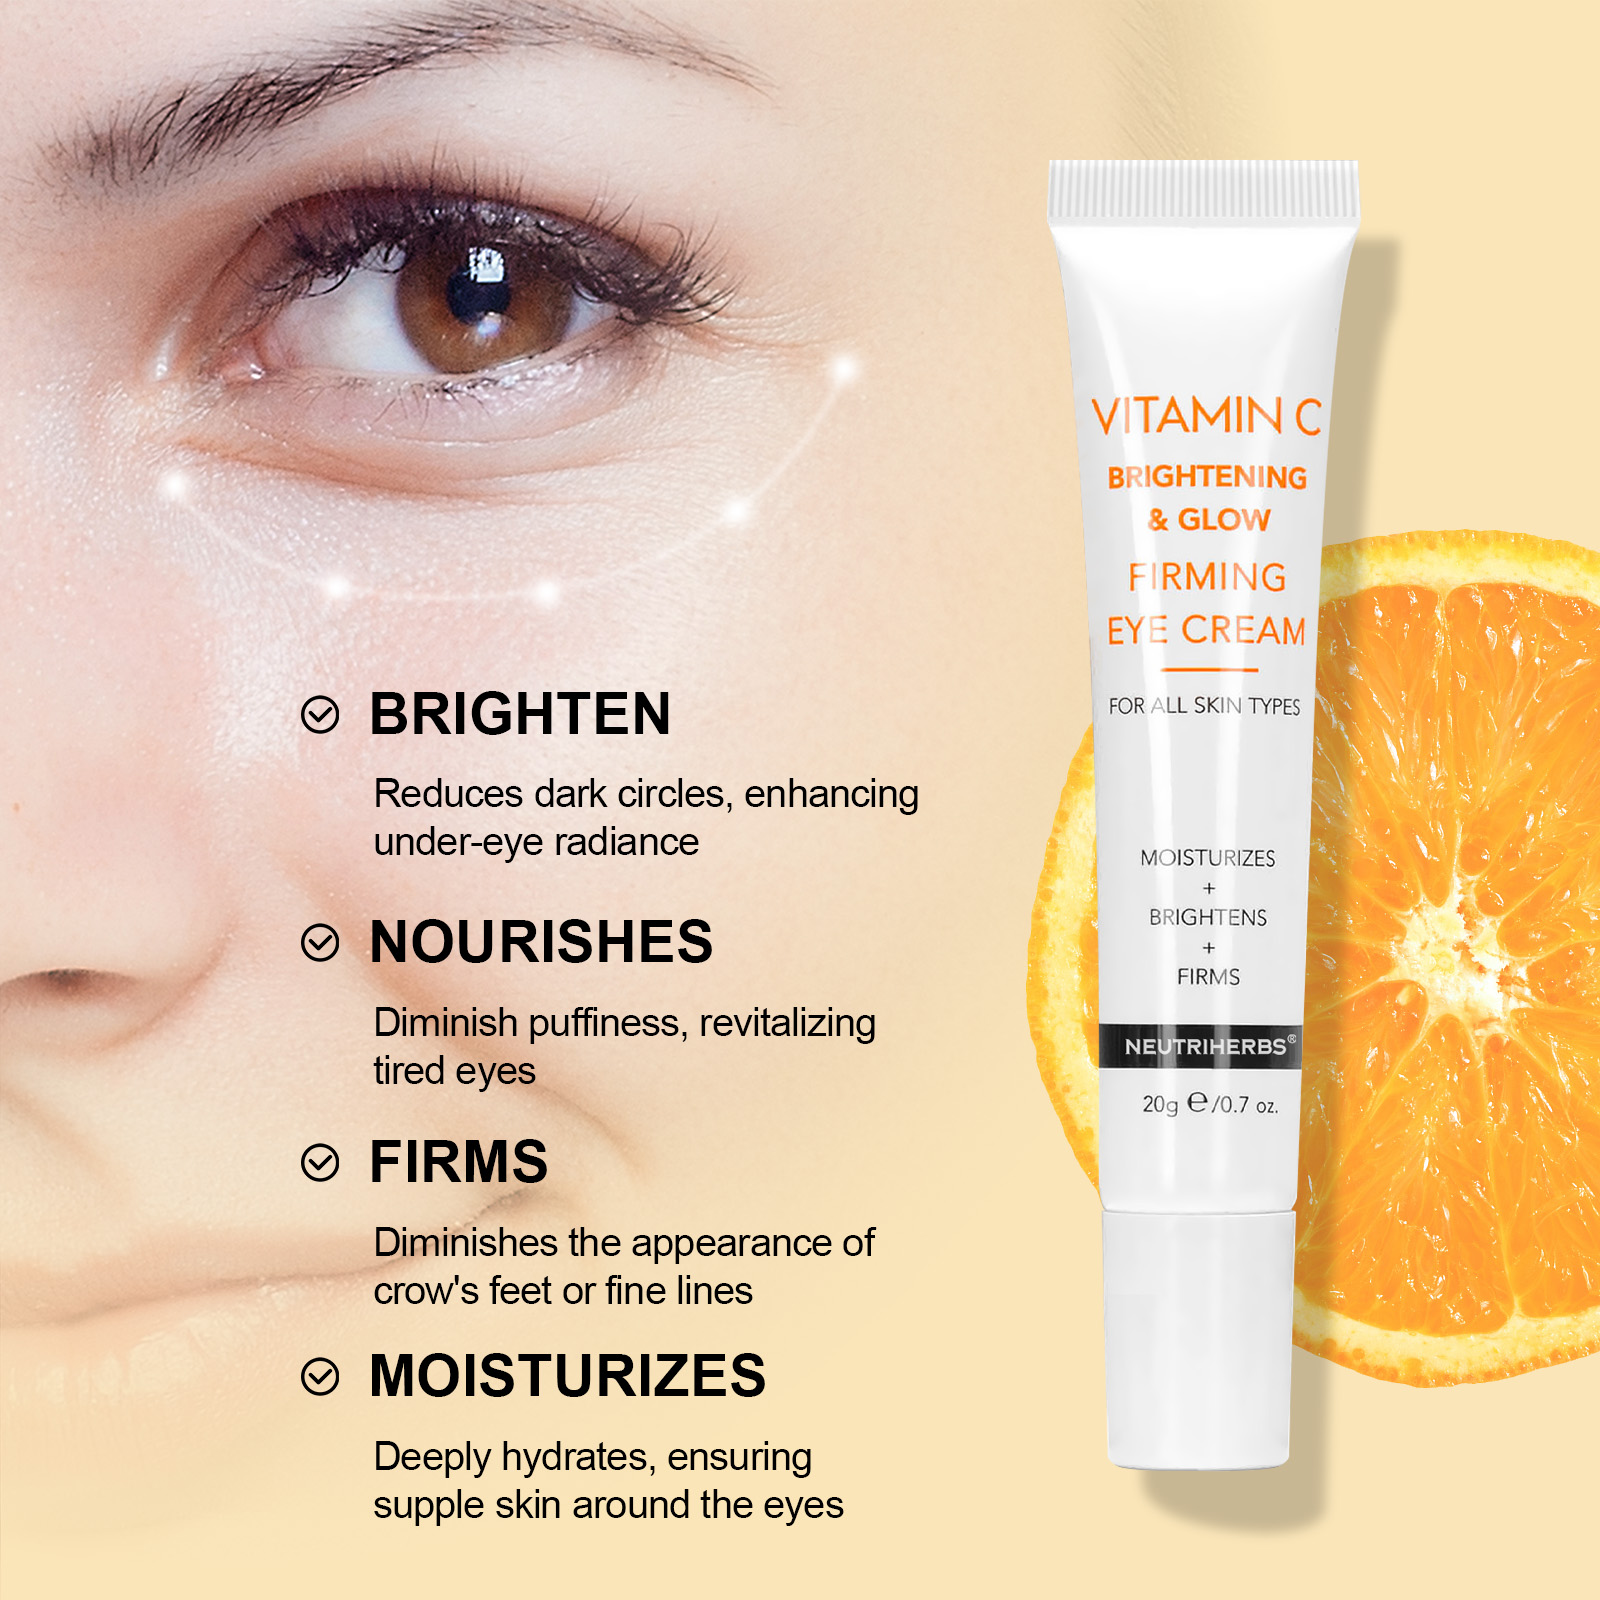 BRIGHTEN
Reduces dark circles, enhancing
under-eye radiance
NOURISHES
Diminish puffiness, revitalizing
tired eyes
FIRMS
Diminishes the appearance of
crow's feet or fine lines
MOISTURIZES
Deeply hydrates, ensuring
supple skin around the eyes
VITAMIN C
BRIGHTENING
& GLOW
FIRMING
EYE CREAM
FOR ALL SKIN TYPES
MOISTURIZES
+
BRIGHTENS
+
FIRMS
NEUTRIHERBS®
20g ℮/0.7 oz.